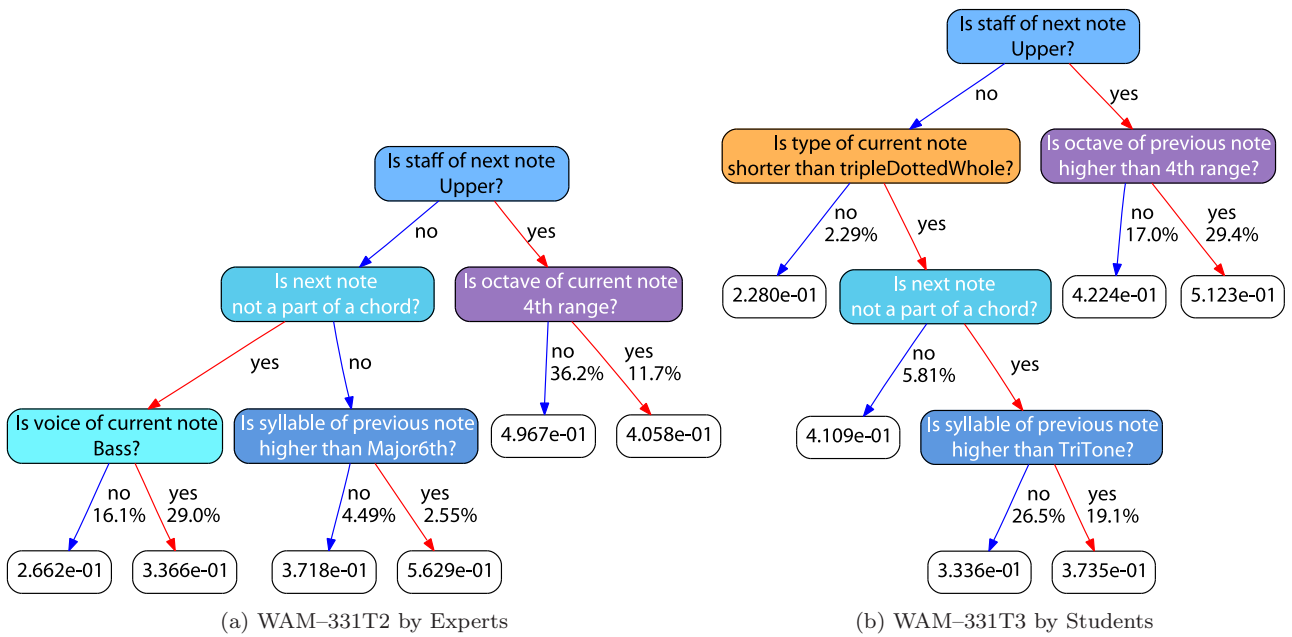 Is staff of next note
Upper?
no
yes
Is next note
not a part of a chord?
Is octave of current note
4th range?
yes
no
no
36.2%
yes
11.7%
Is voice of current note
Bass?
Is syllable of previous note
higher than Major6th?
4.967e-01
4.058e-01
no
16.1%
yes
29.0%
no
4.49%
yes
2.55%
2.662e-01
3.366e-01
3.718e-01
5.629e-01
(a) WAM–331T2 by Experts
Is staff of next note
Upper?
no
yes
Is type of current note
shorter than tripleDottedWhole?
Is octave of previous note
higher than 4th range?
no
2.29%
yes
no
17.0%
yes
29.4%
2.280e-01
Is next note
not a part of a chord?
4.224e-01
5.123e-01
no
5.81%
yes
4.109e-01
Is syllable of previous note
higher than TriTone?
no
26.5%
yes
19.1%
3.336e-01
3.735e-01
(b) WAM–331T3 by Students